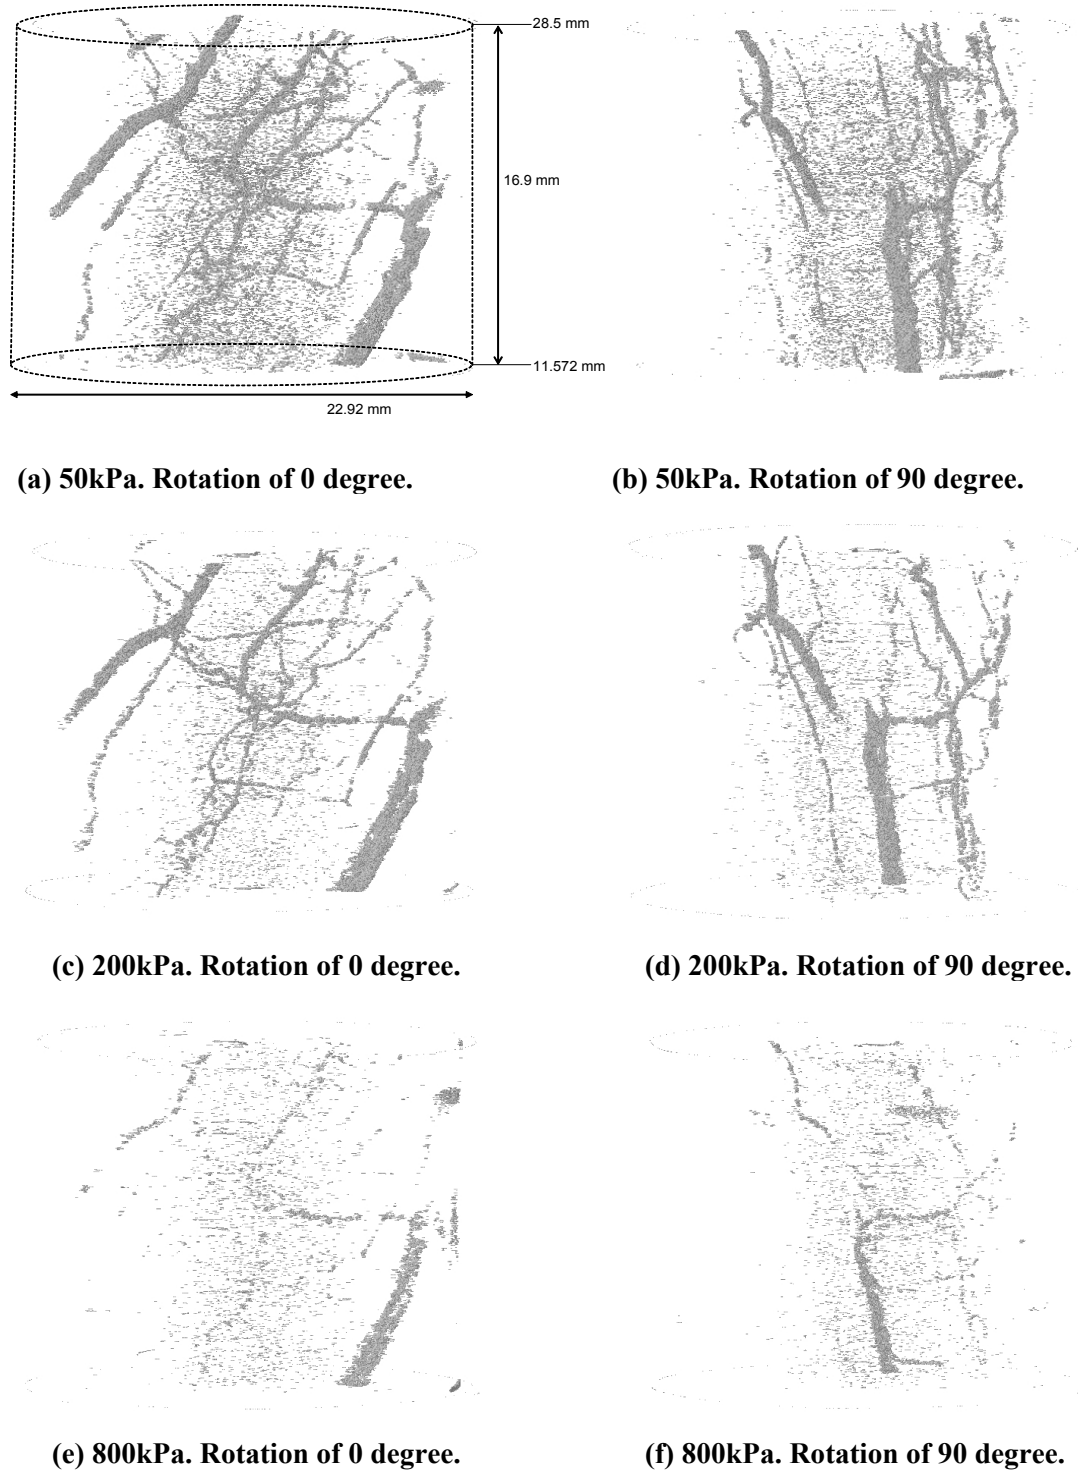 28.5 mm
16.9 mm
11.572 mm
22.92 mm
(a) 50kPa. Rotation of 0 degree.
(b) 50kPa. Rotation of 90 degree.
(c) 200kPa. Rotation of 0 degree.
(d) 200kPa. Rotation of 90 degree.
(e) 800kPa. Rotation of 0 degree.
(f) 800kPa. Rotation of 90 degree.